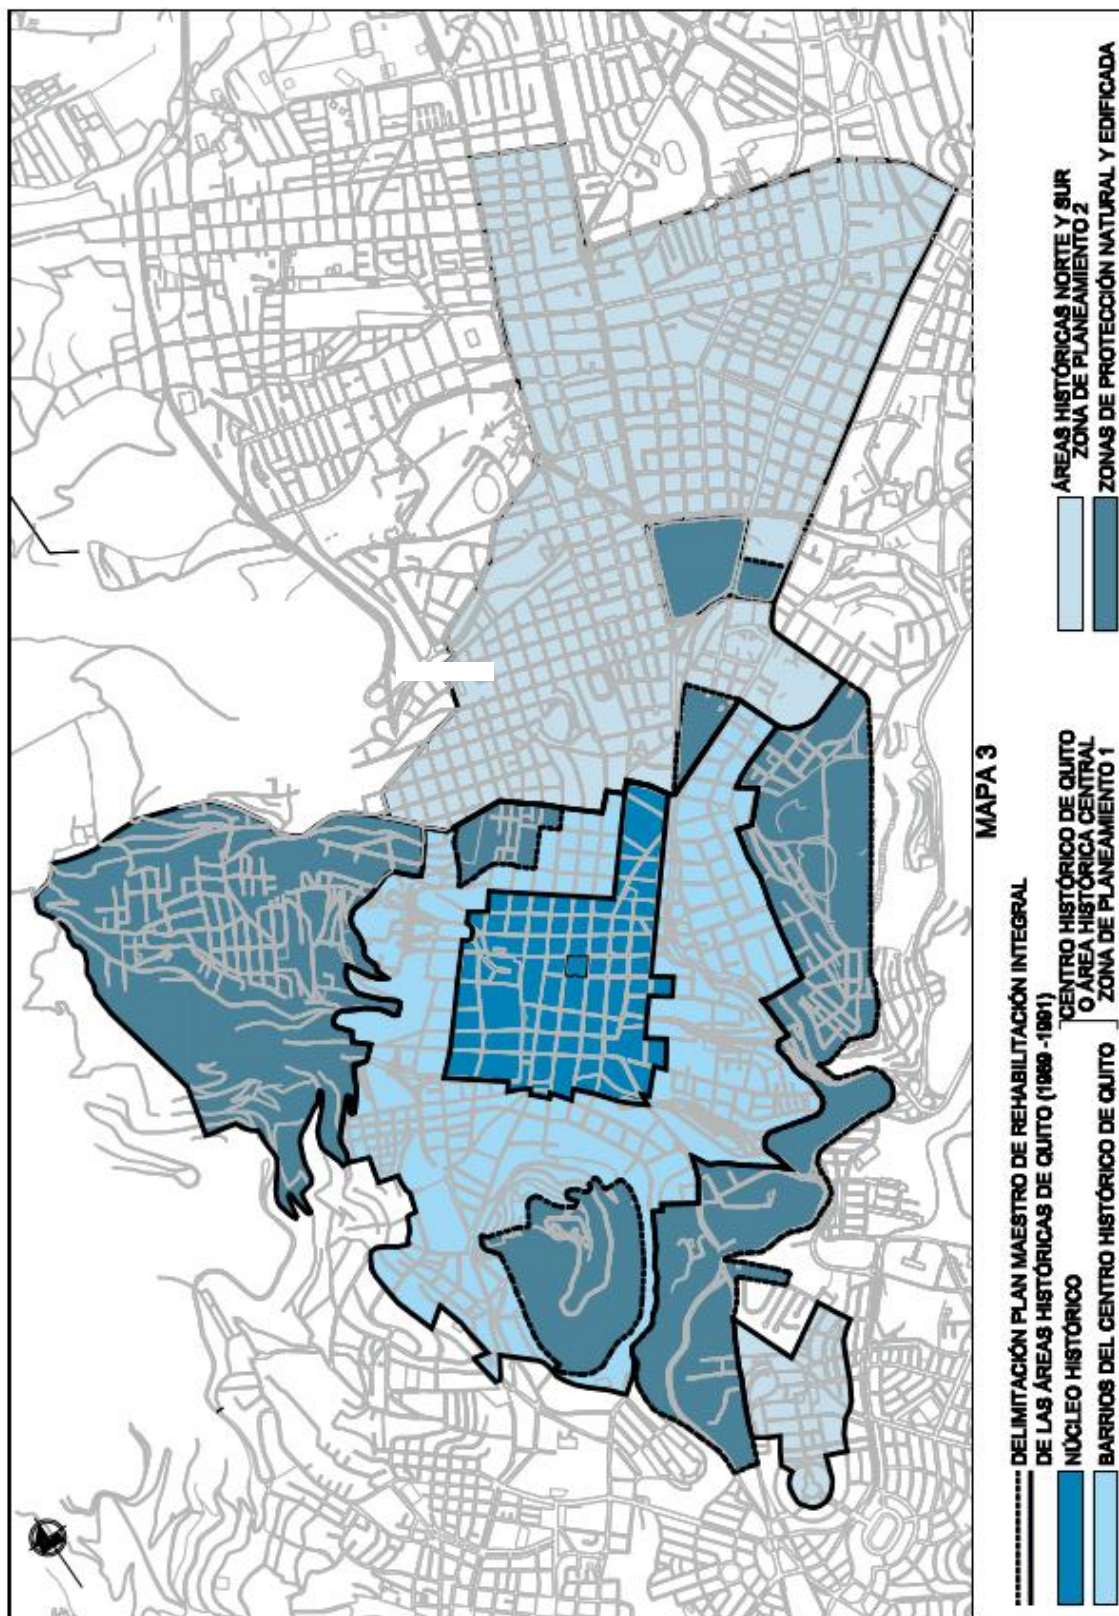 MAPA 3
DELIMITACIÓN PLAN MAESTRO DE REHABILITACIÓN INTEGRAL
DE LAS ÁREAS HISTÓRICAS DE QUITO (1989 -1991)
NÚCLEO HISTÓRICO
BARRIOS DEL CENTRO HISTÓRICO DE QUITO
CENTRO HISTÓRICO DE QUITO
O ÁREA HISTÓRICA CENTRAL
ZONA DE PLANEAMIENTO 1
ÁREAS HISTÓRICAS NORTE Y SUR
ZONA DE PLANEAMIENTO 2
ZONAS DE PROTECCIÓN NATURAL Y EDIFICADA